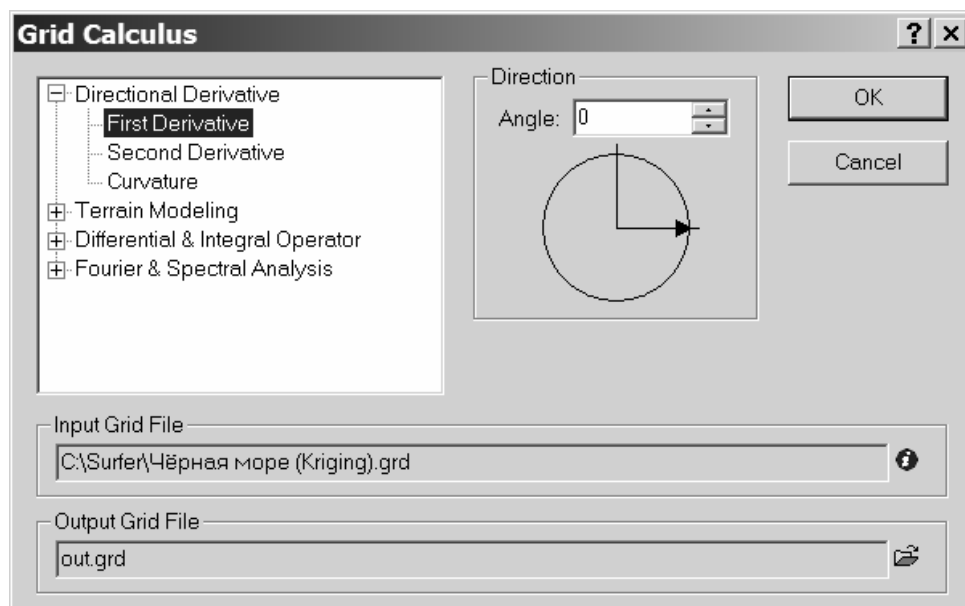 Grid Calculus
Directional Derivative
First Derivative
Second Derivative
Curvature
Terrain Modeling
Differential & Integral Operator
Fourier & Spectral Analysis
Direction
Angle: 0
OK
Cancel
Input Grid File
C:\Surfer\Чёрная море (Kriging).grd
Output Grid File
out.grd